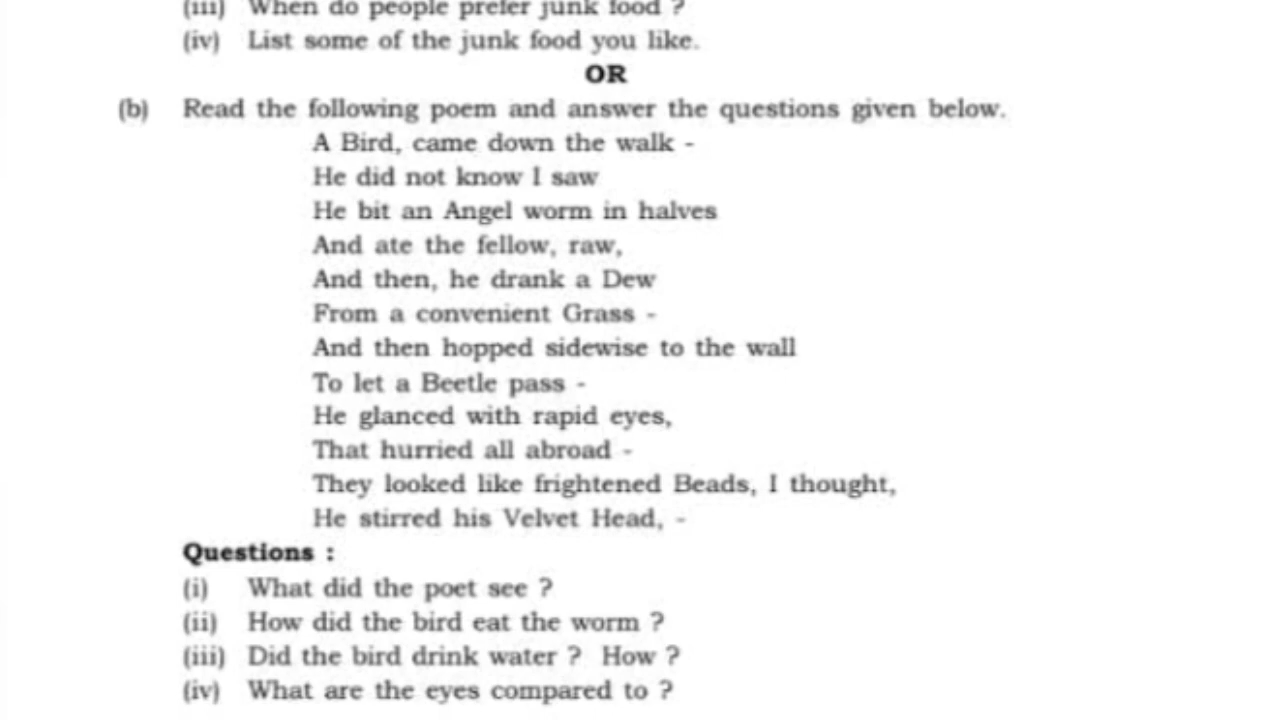 (iii) When do people prefer junk food ?
(iv) List some of the junk food you like.
OR
(b) Read the following poem and answer the questions given below.
A Bird, came down the walk -
He did not know I saw
He bit an Angel worm in halves
And ate the fellow, raw,
And then, he drank a Dew
From a convenient Grass -
And then hopped sidewise to the wall
To let a Beetle pass -
He glanced with rapid eyes,
That hurried all abroad -
They looked like frightened Beads, I thought,
He stirred his Velvet Head, -
Questions :
(i) What did the poet see ?
(ii) How did the bird eat the worm ?
(iii) Did the bird drink water ? How ?
(iv) What are the eyes compared to ?